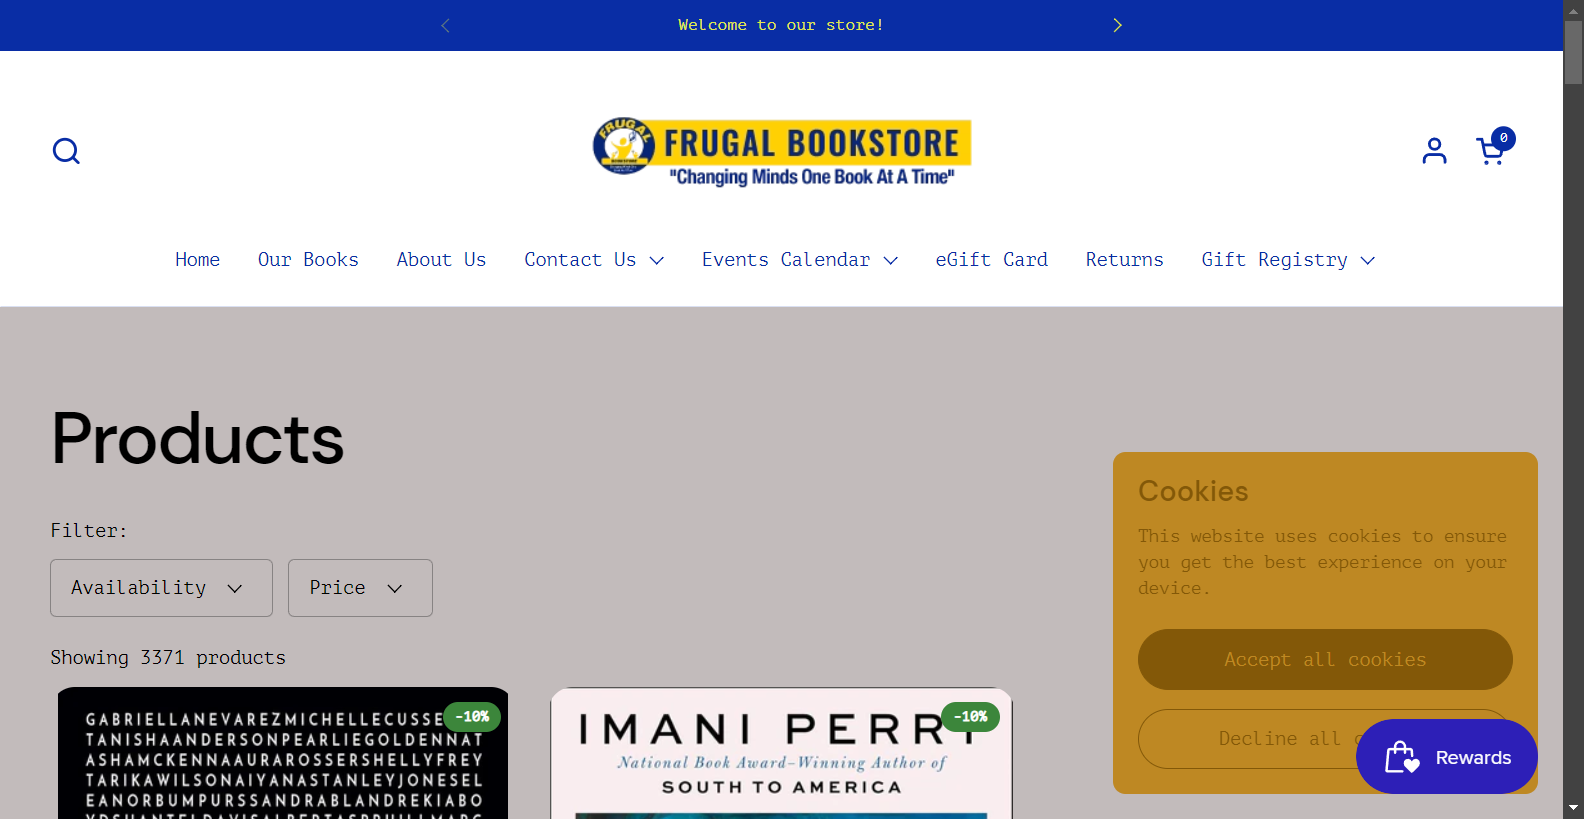 Welcome to our store!
FRUGAL
FRUGAL BOOKSTORE
"Changing Minds One Book At A Time"
0
Home
Our Books
About Us
Contact Us
Events Calendar
eGift Card
Returns
Gift Registry
Products
Filter:
Availability
Price
Showing 3371 products
Cookies
This website uses cookies to ensure
you get the best experience on your
device.
Accept all cookies
Decline all
Rewards
GABRIELLANEVAREZMICHELLECUSSE
-10%
TANISHAANDERSONPEARLIEGOLDENNAT
ASHAMCKENNAAURAROSSERSHELLYFREY
TARIKAWILSONAIYANASTANLEYJONESEL
EANORBUMPURSSANDRABLANDREKIABO
IMANI PERRY
-10%
National Book Award–Winning Author of
SOUTH TO AMERICA